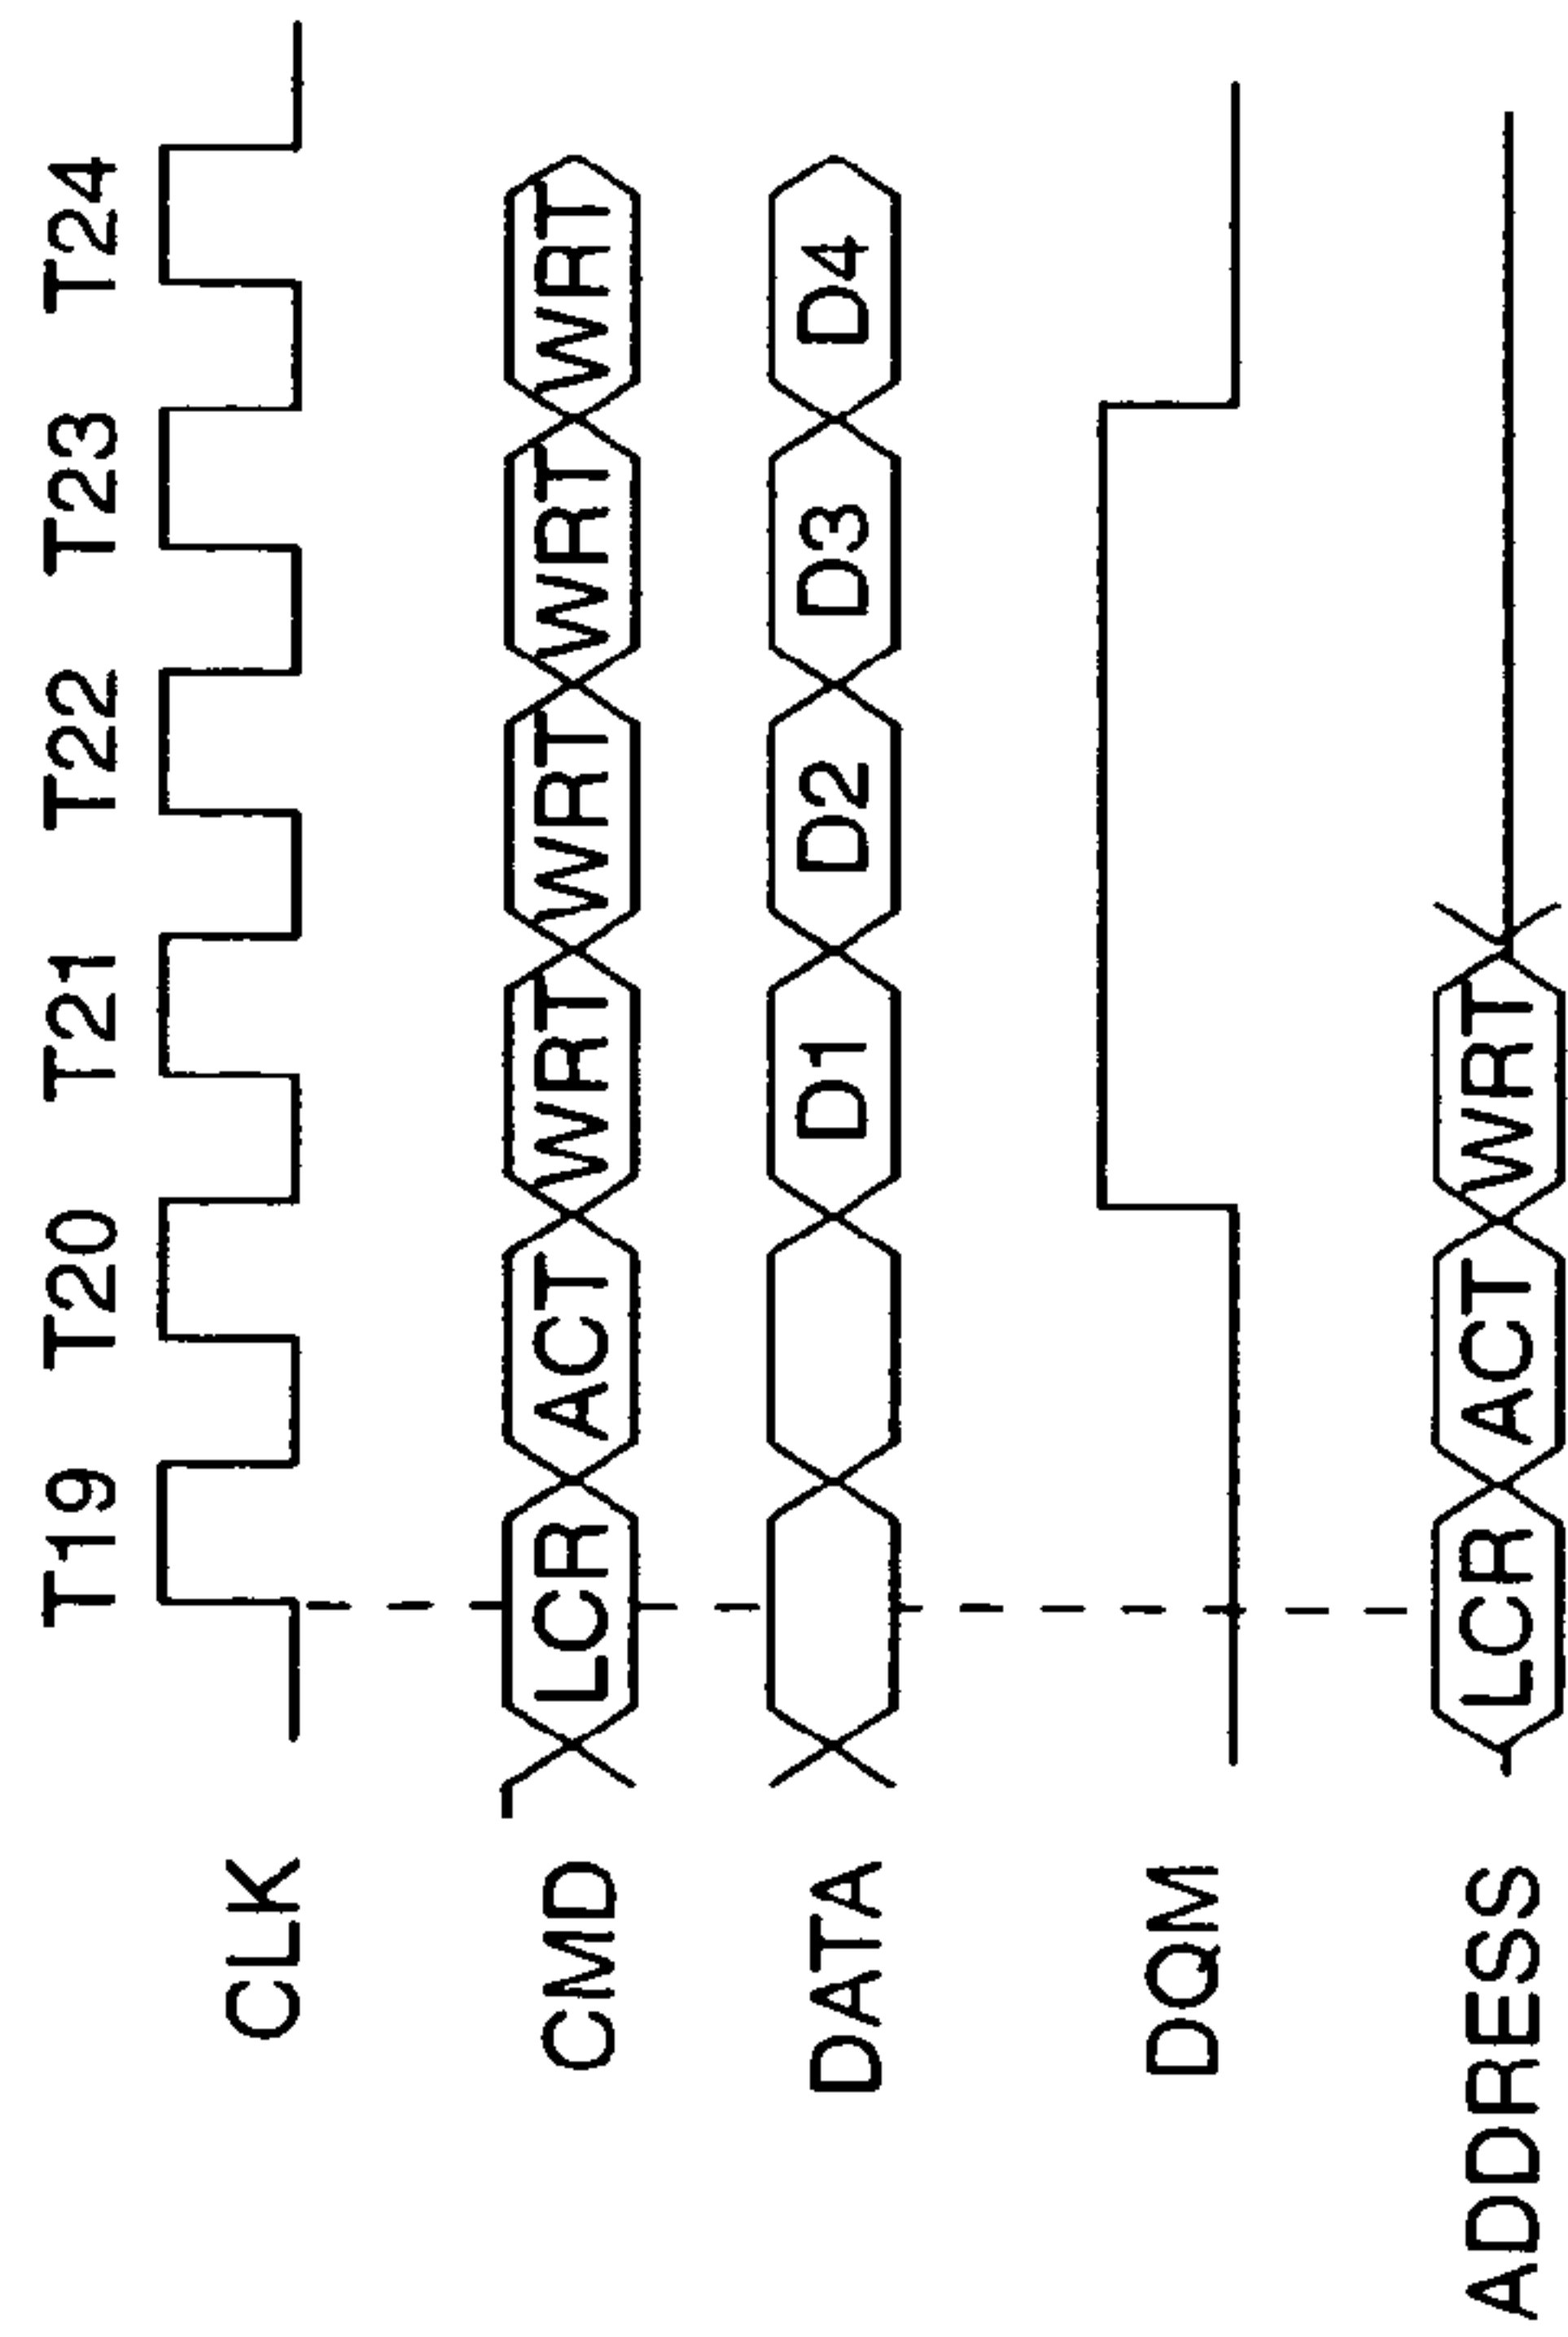 T19 T20 T21 T22 T23 T24
CLK
CMD LCR ACT WRT WRT WRT WRT
DATA D1 D2 D3 D4
DQM
ADDRESS LCR ACT WRT